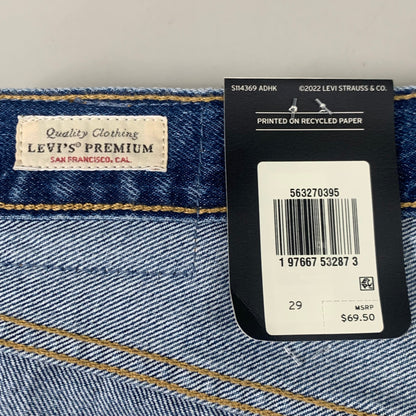 S114369 ADHK ©2022 LEVI STRAUSS & CO.
PRINTED ON RECYCLED PAPER
Quality Clothing
LEVI'S® PREMIUM
SAN FRANCISCO, CAL
563270395
1 97667 53287 3
29
MSRP
$69.50